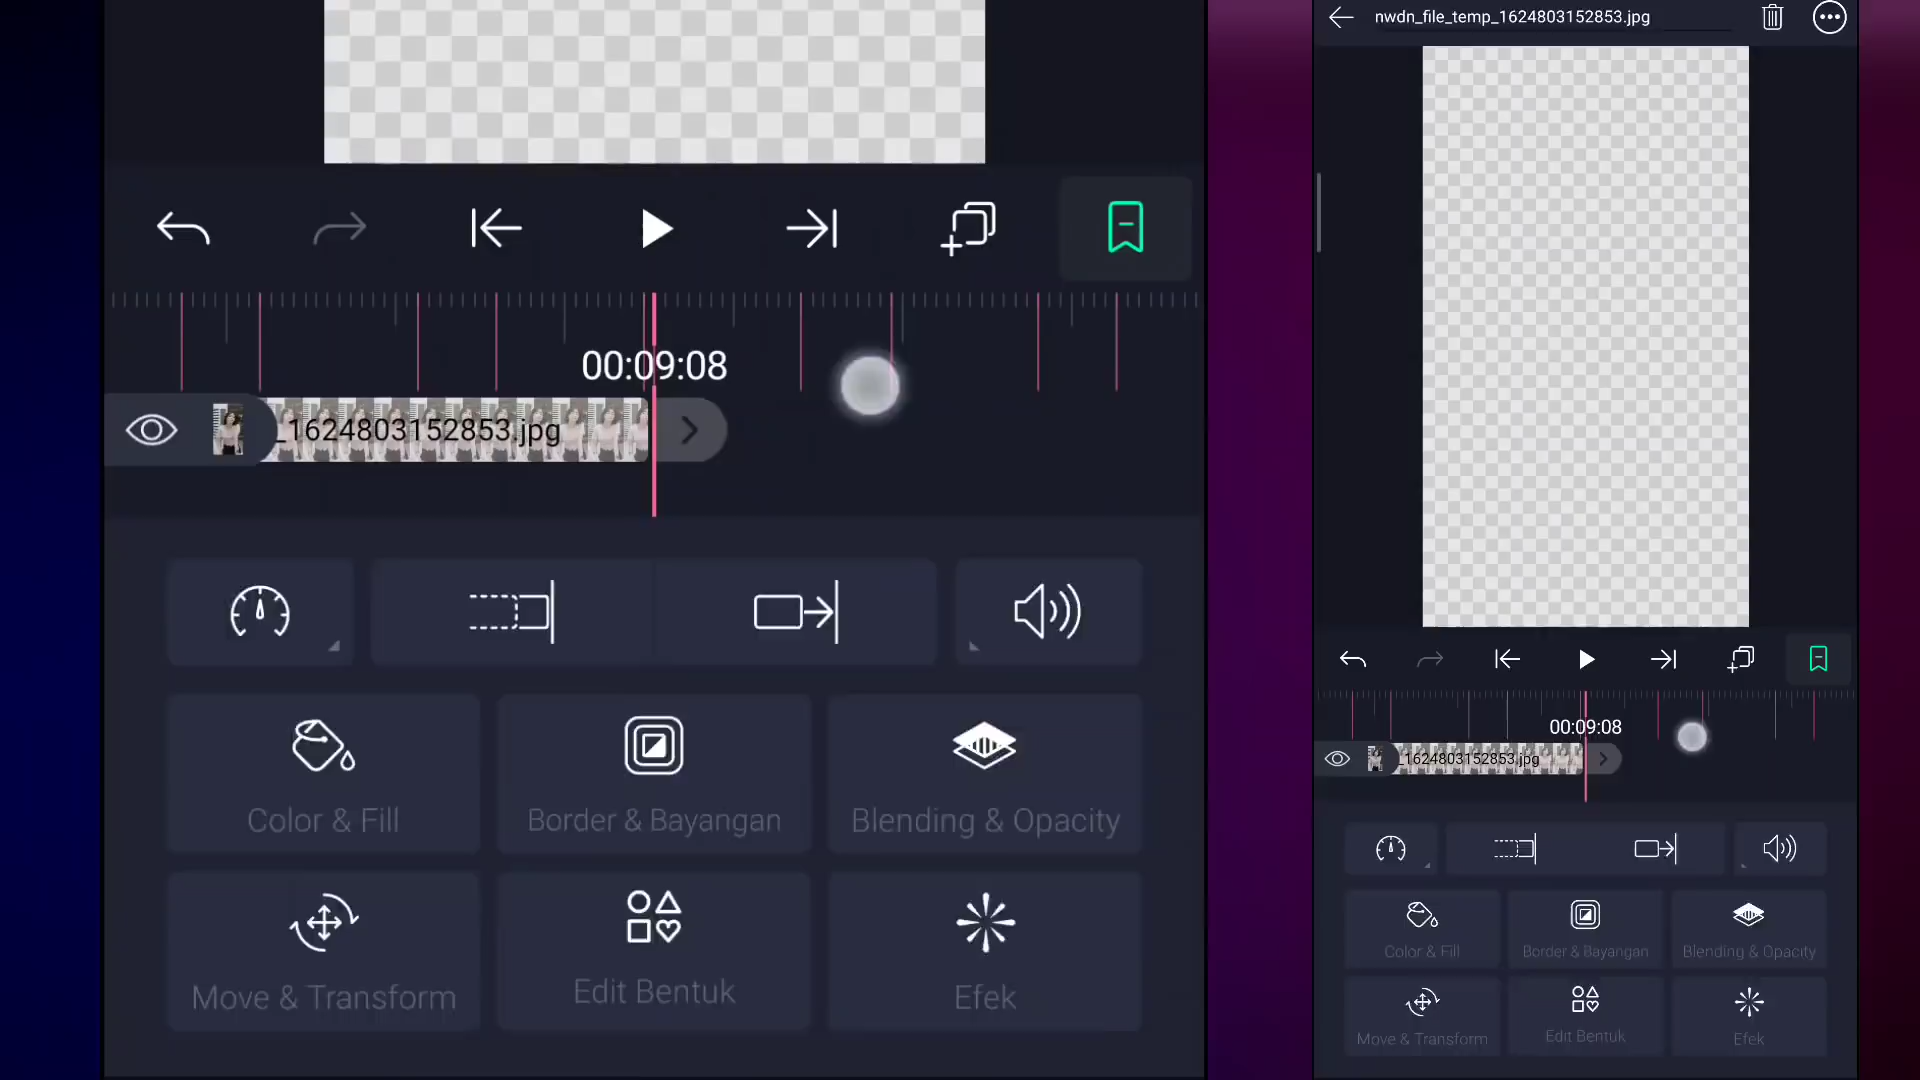 00:09:08
_1624803152853.jpg
Color & Fill
Border & Bayangan
Blending & Opacity
Move & Transform
Edit Bentuk
Efek
nwdn_file_temp_1624803152853.jpg
00:09:08
_1624803152853.jpg
Color & Fill
Border & Bayangan
Blending & Opacity
Move & Transform
Edit Bentuk
Efek